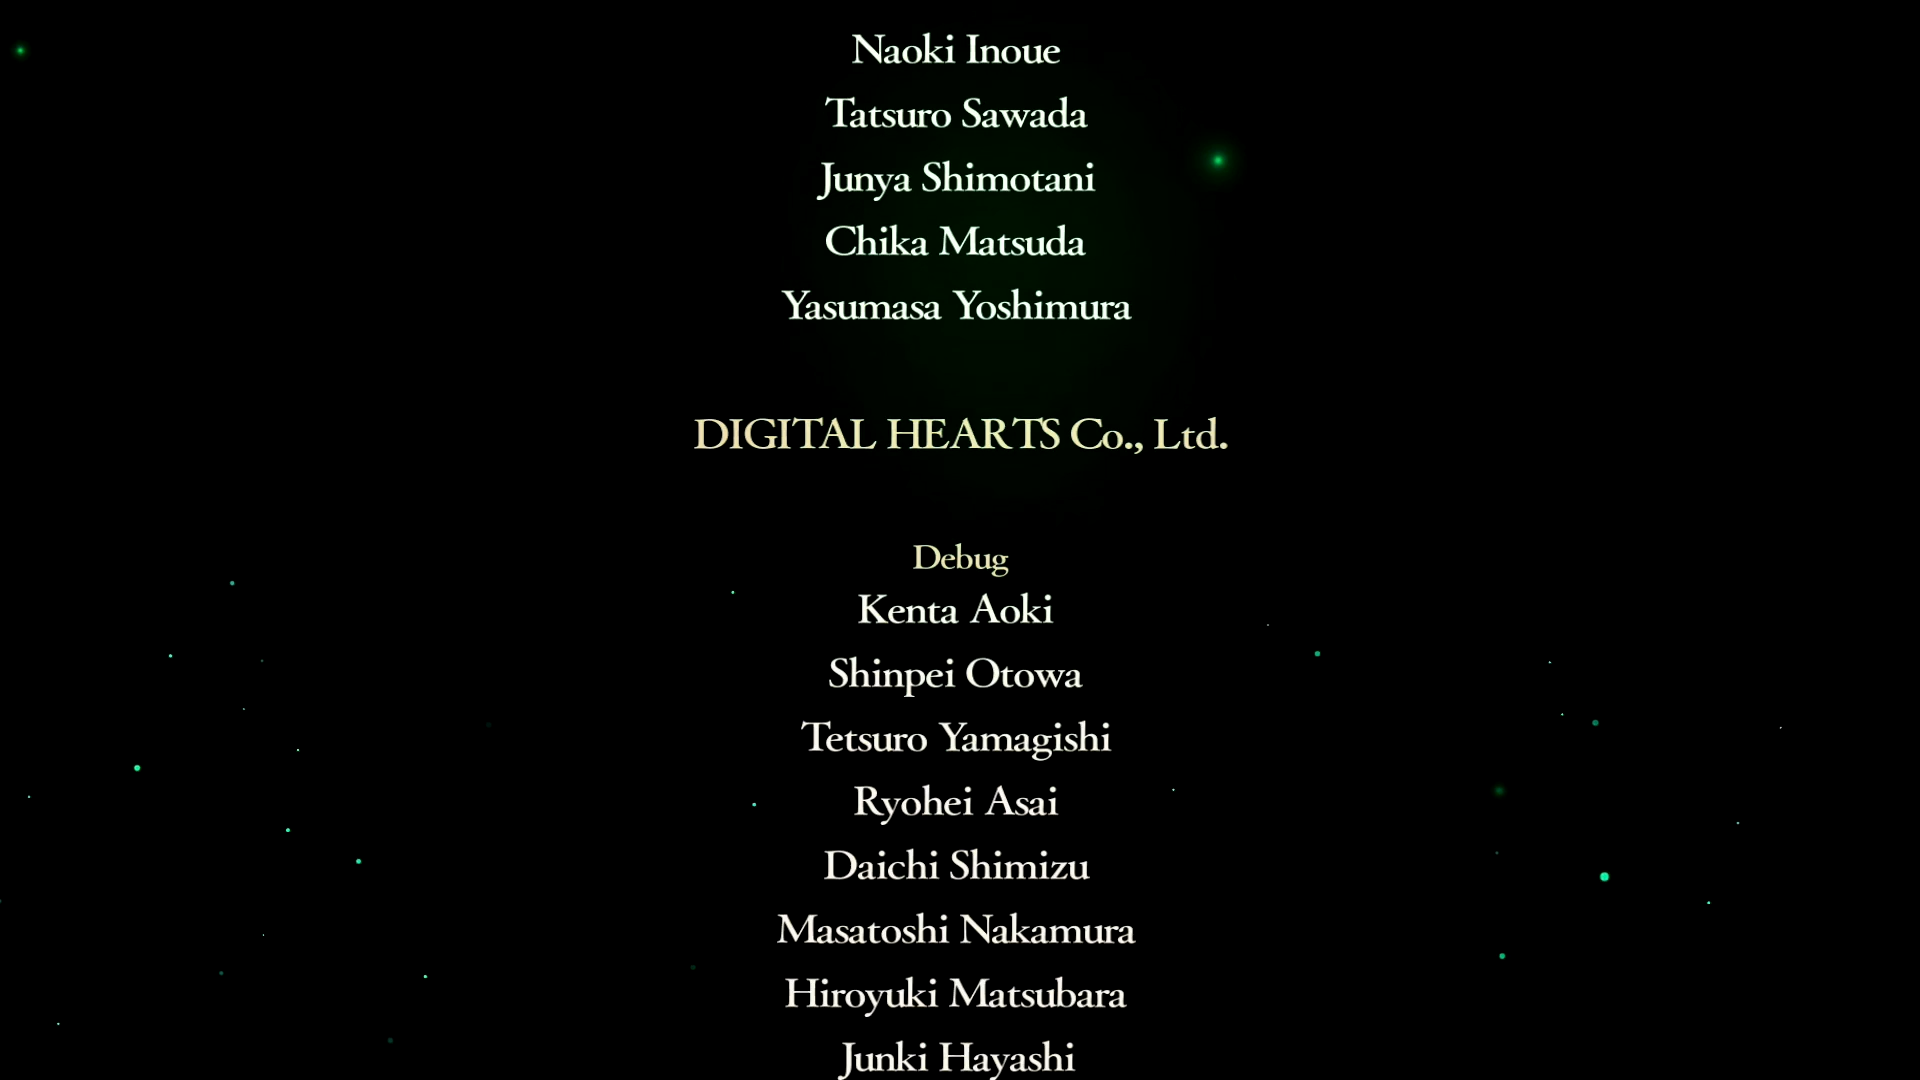 Naoki Inoue
Tatsuro Sawada
Junya Shimotani
Chika Matsuda
Yasumasa Yoshimura
DIGITAL HEARTS Co., Ltd.
Debug
Kenta Aoki
Shinpei Otowa
Tetsuro Yamagishi
Ryohei Asai
Daichi Shimizu
Masatoshi Nakamura
Hiroyuki Matsubara
Junki Hayashi